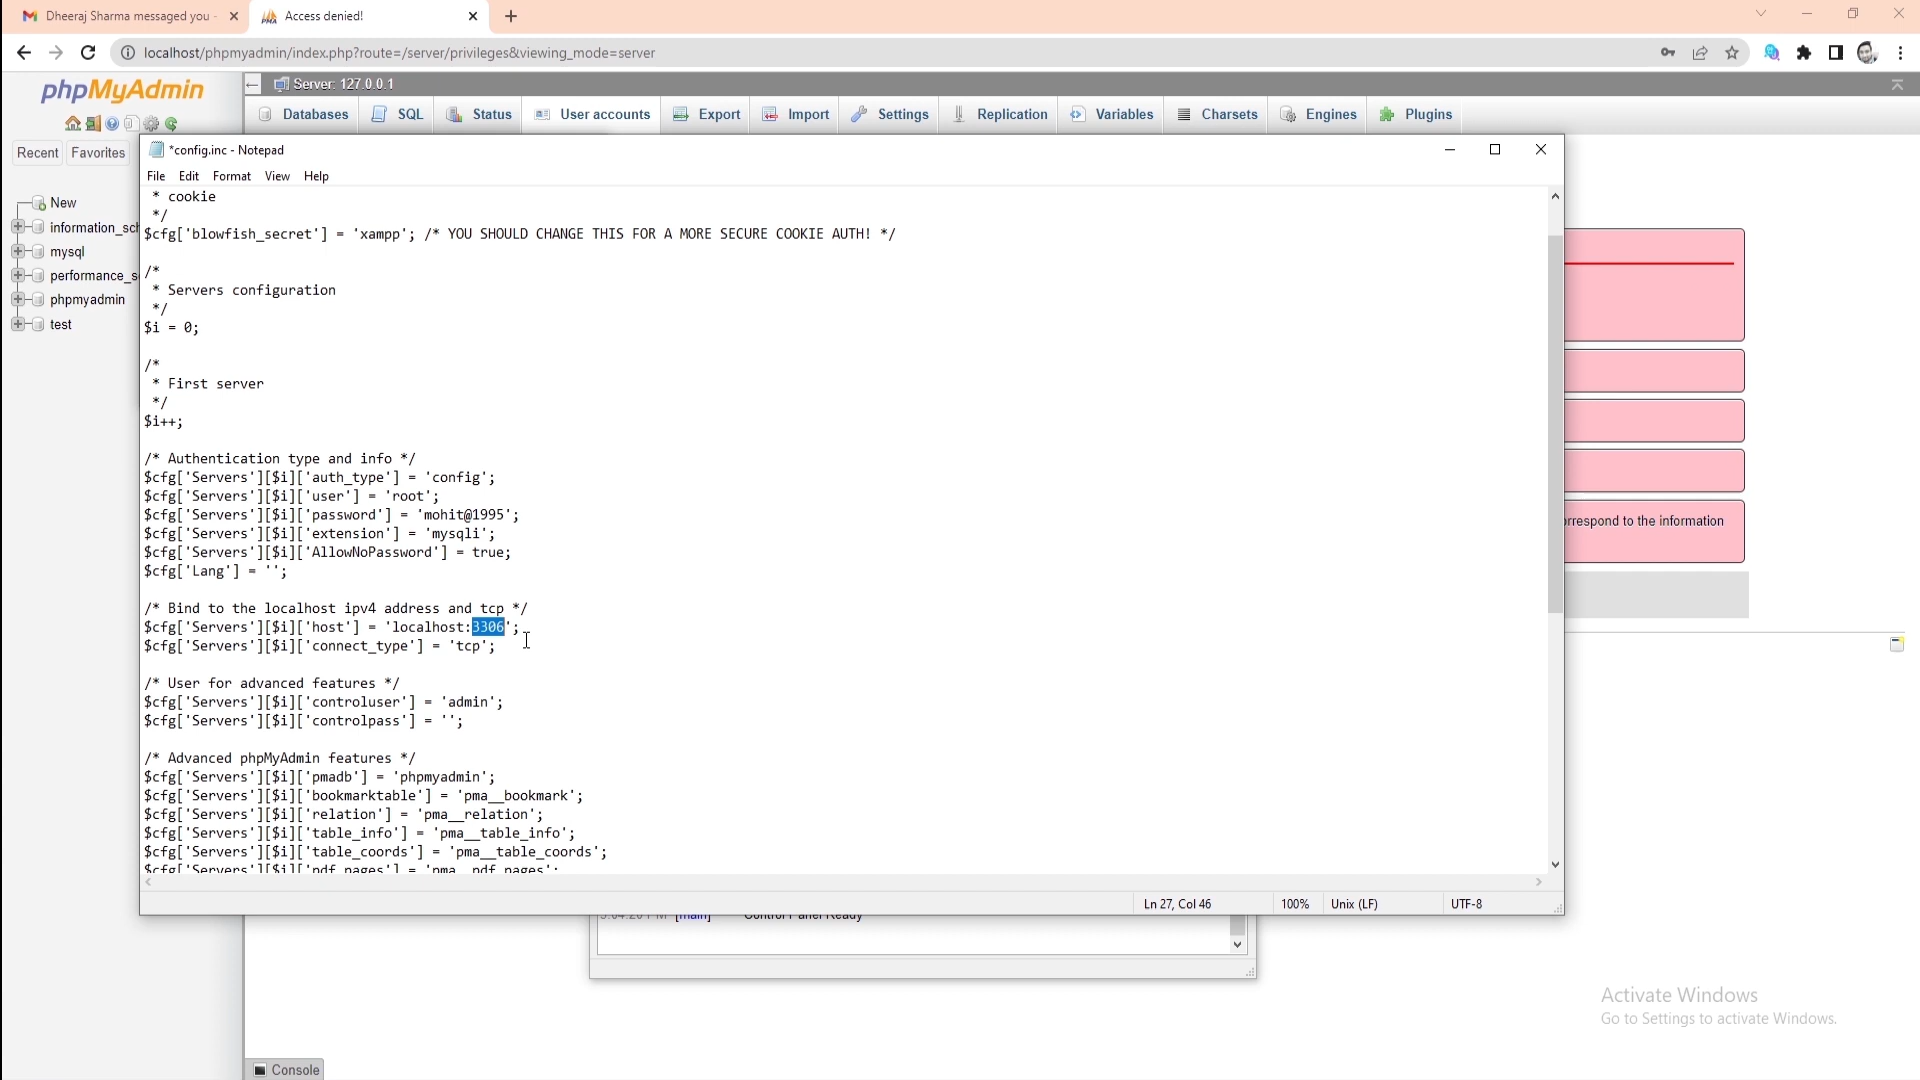 Dheeraj Sharma messaged you -
Access denied!
localhost/phpmyadmin/index.php?route=/server/privileges&viewing_mode=server
phpMyAdmin
Server: 127.0.0.1
Databases SQL Status User accounts Export Import Settings Replication Variables Charsets Engines Plugins
Recent Favorites
New
information_sch
mysql
performance_s
phpmyadmin
test
*config.inc - Notepad
File Edit Format View Help
* cookie
*/
$cfg['blowfish_secret'] = 'xampp'; /* YOU SHOULD CHANGE THIS FOR A MORE SECURE COOKIE AUTH! */
/*
* Servers configuration
*/
$i = 0;
/*
* First server
*/
$i++;
/* Authentication type and info */
$cfg['Servers'][$i]['auth_type'] = 'config';
$cfg['Servers'][$i]['user'] = 'root';
$cfg['Servers'][$i]['password'] = 'mohit@1995';
$cfg['Servers'][$i]['extension'] = 'mysqli';
$cfg['Servers'][$i]['AllowNoPassword'] = true;
$cfg['Lang'] = '';
/* Bind to the localhost ipv4 address and tcp */
$cfg['Servers'][$i]['host'] = 'localhost:3306';
$cfg['Servers'][$i]['connect_type'] = 'tcp';
/* User for advanced features */
$cfg['Servers'][$i]['controluser'] = 'admin';
$cfg['Servers'][$i]['controlpass'] = '';
/* Advanced phpMyAdmin features */
$cfg['Servers'][$i]['pmadb'] = 'phpmyadmin';
$cfg['Servers'][$i]['bookmarktable'] = 'pma__bookmark';
$cfg['Servers'][$i]['relation'] = 'pma__relation';
$cfg['Servers'][$i]['table_info'] = 'pma__table_info';
$cfg['Servers'][$i]['table_coords'] = 'pma__table_coords';
$cfg['Servers'][$i]['pdf_pages'] = 'pma__pdf_pages';
Ln 27, Col 46 100% Unix (LF) UTF-8
rrespond to the information
[main] Control Panel Ready
Activate Windows
Go to Settings to activate Windows.
Console